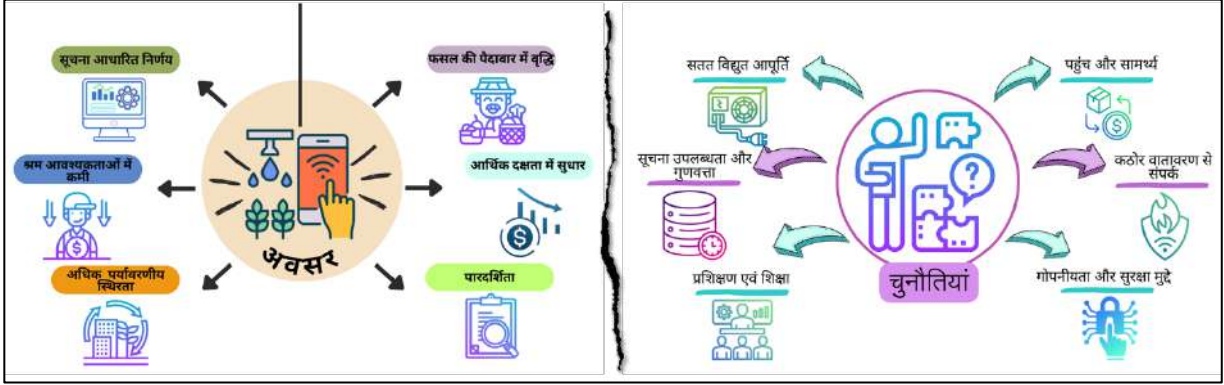 सूचना आधारित निर्णय
फसल की पैदावार में वृद्धि
श्रम आवश्यकताओं में
कमी
आर्थिक दक्षता में सुधार
अधिक पर्यावरणीय
स्थिरता
पारदर्शिता
अवसर
सतत विद्युत आपूर्ति
पहुंच और सामर्थ्य
सूचना उपलब्धता और
गुणवत्ता
कठोर वातावरण से
संपर्क
प्रशिक्षण एवं शिक्षा
गोपनीयता और सुरक्षा मुद्दे
चुनौतियां